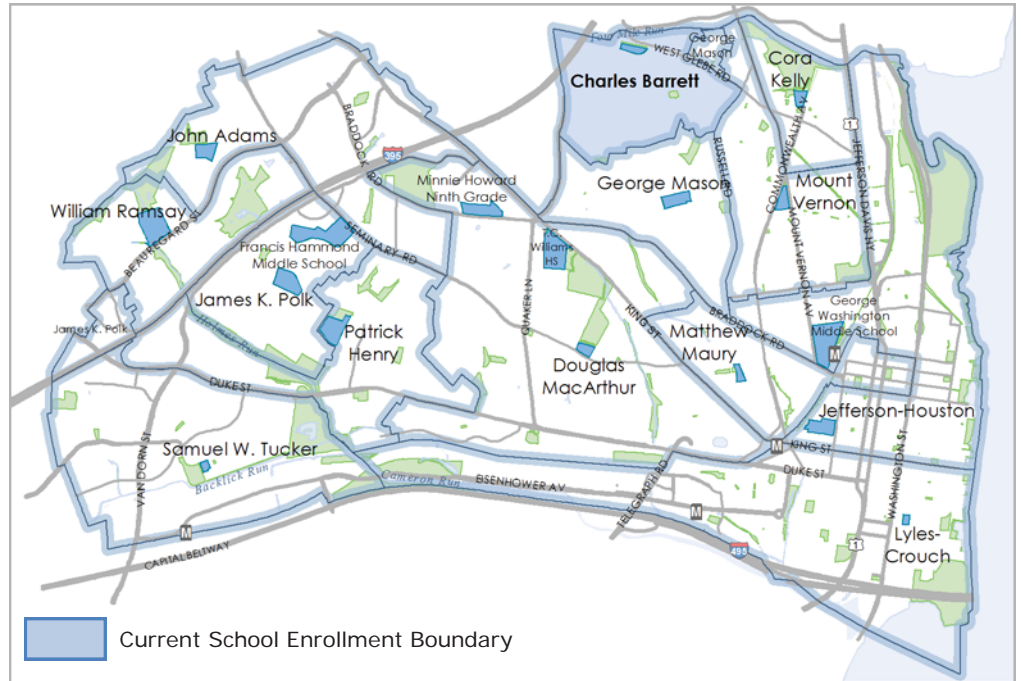 Four Mile Run
George
Mason
WEST GLEBE RD
Cora
Kelly
Charles Barrett
1
John Adams
BRADDOCK RD
395
COMMONWEALTH AV
JEFFERSON DAVIS HY
RUSSELL RD
Minnie Howard
Ninth Grade
George Mason
Mount
Vernon
William Ramsay
BEAUREGARD ST
Francis Hammond
Middle School
SEMINARY RD
T.C.
Williams
HS
MOUNT VERNON AV
James K. Polk
QUAKER LN
KING ST
BRADDOCK RD
George
Washington
Middle School
James K. Polk
Holmes Run
Patrick
Henry
Matthew
Maury
M
Douglas
MacArthur
DUKE ST
Jefferson-Houston
Samuel W. Tucker
M
KING ST
VAN DORN ST
Backlick Run
Cameron Run
EISENHOWER AV
TELEGRAPH RD
DUKE ST
WASHINGTON ST
M
M
CAPITAL BELTWAY
495
1
Lyles-
Crouch
Current School Enrollment Boundary